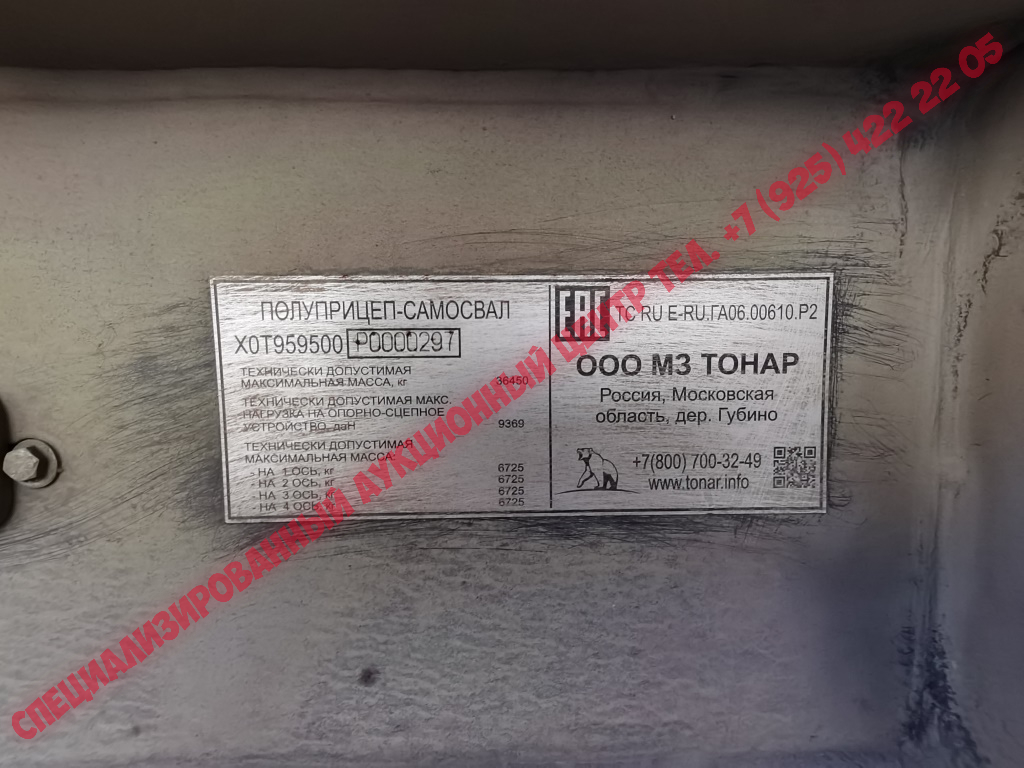 ПОЛУПРИЦЕП-САМОСВАЛ
X0T959500 P0000297
ТЕХНИЧЕСКИ ДОПУСТИМАЯ
МАКСИМАЛЬНАЯ МАССА, кг 36450
ТЕХНИЧЕСКИ ДОПУСТИМАЯ МАКС.
НАГРУЗКА НА ОПОРНО-СЦЕПНОЕ
УСТРОЙСТВО, даН 9369
ТЕХНИЧЕСКИ ДОПУСТИМАЯ
МАКСИМАЛЬНАЯ МАССА:
- НА 1 ОСЬ, кг 6725
- НА 2 ОСЬ, кг 6725
- НА 3 ОСЬ, кг 6725
- НА 4 ОСЬ, кг 6725
EAC ТС RU E-RU.ГА06.00610.Р2
ООО МЗ ТОНАР
Россия, Московская
область, дер. Губино
+7(800) 700-32-49
www.tonar.info
СПЕЦИАЛИЗИРОВАННЫЙ АУКЦИОННЫЙ ЦЕНТР ТЕЛ. +7 (925) 422 22 05